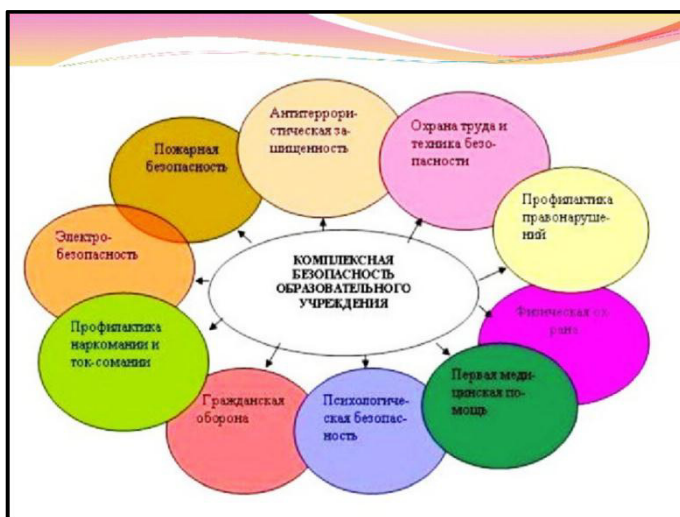 КОМПЛЕКСНАЯ
БЕЗОПАСНОСТЬ
ОБРАЗОВАТЕЛЬНОГО
УЧРЕЖДЕНИЯ
Антитеррори-
стическая за-
щищенность
Охрана труда и
техника безо-
пасности
Профилактика
правонаруше-
ний
Физическая ох
рана
Первая меди-
цинская по-
мощь
Психологиче-
ская безопас-
ность
Гражданская
оборона
Профилактика
наркомании и
ток-сомании
Электро-
безопасность
Пожарная
безопасность